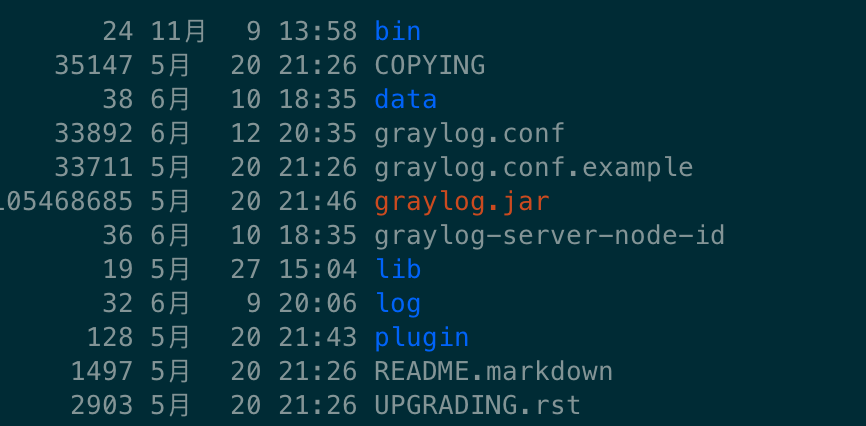 24 11月 9 13:58 bin
35147 5月 20 21:26 COPYING
38 6月 10 18:35 data
33892 6月 12 20:35 graylog.conf
33711 5月 20 21:26 graylog.conf.example
105468685 5月 20 21:46 graylog.jar
36 6月 10 18:35 graylog-server-node-id
19 5月 27 15:04 lib
32 6月 9 20:06 log
128 5月 20 21:43 plugin
1497 5月 20 21:26 README.markdown
2903 5月 20 21:26 UPGRADING.rst